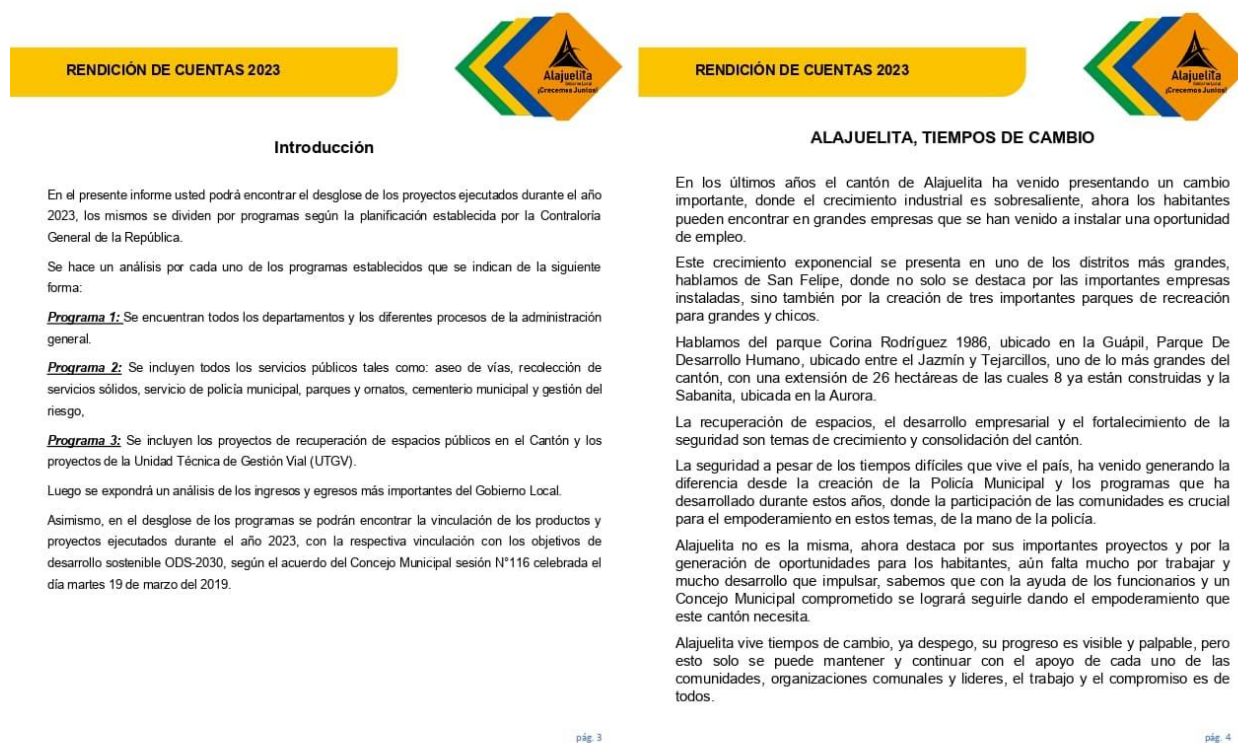 RENDICIÓN DE CUENTAS 2023
Alajuelita
¡Crecemos Juntos!
Introducción
En el presente informe usted podrá encontrar el desglose de los proyectos ejecutados durante el año
2023, los mismos se dividen por programas según la planificación establecida por la Contraloría
General de la República.
Se hace un análisis por cada uno de los programas establecidos que se indican de la siguiente
forma:
Programa 1: Se encuentran todos los departamentos y los diferentes procesos de la administración
general.
Programa 2: Se incluyen todos los servicios públicos tales como: aseo de vías, recolección de
servicios sólidos, servicio de policía municipal, parques y ornatos, cementerio municipal y gestión del
riesgo,
Programa 3: Se incluyen los proyectos de recuperación de espacios públicos en el Cantón y los
proyectos de la Unidad Técnica de Gestión Vial (UTGV).
Luego se expondrá un análisis de los ingresos y egresos más importantes del Gobierno Local.
Asimismo, en el desglose de los programas se podrán encontrar la vinculación de los productos y
proyectos ejecutados durante el año 2023, con la respectiva vinculación con los objetivos de
desarrollo sostenible ODS-2030, según el acuerdo del Concejo Municipal sesión N°116 celebrada el
día martes 19 de marzo del 2019.
pág. 3
RENDICIÓN DE CUENTAS 2023
Alajuelita
¡Crecemos Juntos!
ALAJUELITA, TIEMPOS DE CAMBIO
En los últimos años el cantón de Alajuelita ha venido presentando un cambio
importante, donde el crecimiento industrial es sobresaliente, ahora los habitantes
pueden encontrar en grandes empresas que se han venido a instalar una oportunidad
de empleo.
Este crecimiento exponencial se presenta en uno de los distritos más grandes,
hablamos de San Felipe, donde no solo se destaca por las importantes empresas
instaladas, sino también por la creación de tres importantes parques de recreación
para grandes y chicos.
Hablamos del parque Corina Rodríguez 1986, ubicado en la Guápil, Parque De
Desarrollo Humano, ubicado entre el Jazmín y Tejarcillos, uno de lo más grandes del
cantón, con una extensión de 26 hectáreas de las cuales 8 ya están construidas y la
Sabanita, ubicada en la Aurora.
La recuperación de espacios, el desarrollo empresarial y el fortalecimiento de la
seguridad son temas de crecimiento y consolidación del cantón.
La seguridad a pesar de los tiempos difíciles que vive el país, ha venido generando la
diferencia desde la creación de la Policía Municipal y los programas que ha
desarrollado durante estos años, donde la participación de las comunidades es crucial
para el empoderamiento en estos temas, de la mano de la policía.
Alajuelita no es la misma, ahora destaca por sus importantes proyectos y por la
generación de oportunidades para los habitantes, aún falta mucho por trabajar y
mucho desarrollo que impulsar, sabemos que con la ayuda de los funcionarios y un
Concejo Municipal comprometido se logrará seguirle dando el empoderamiento que
este cantón necesita.
Alajuelita vive tiempos de cambio, ya despego, su progreso es visible y palpable, pero
esto solo se puede mantener y continuar con el apoyo de cada uno de las
comunidades, organizaciones comunales y lideres, el trabajo y el compromiso es de
todos.
pág. 4